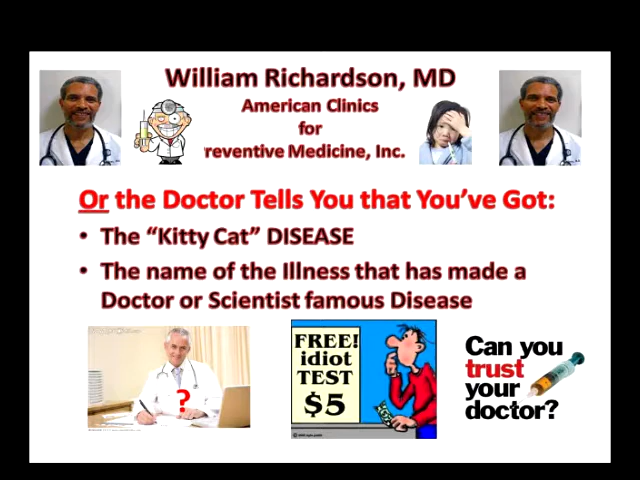 William Richardson, MD
American Clinics
for
reventive Medicine, Inc.
Or the Doctor Tells You that You’ve Got:
• The “Kitty Cat” DISEASE
• The name of the Illness that has made a
Doctor or Scientist famous Disease
?
FREE!
idiot
TEST
$5
Can you
trust
your
doctor?